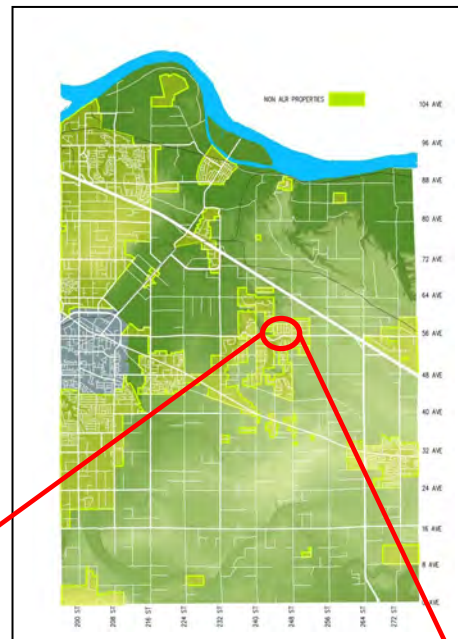 NON ALR PROPERTIES
104 AVE
96 AVE
88 AVE
80 AVE
72 AVE
64 AVE
56 AVE
48 AVE
40 AVE
32 AVE
24 AVE
16 AVE
8 AVE
0 AVE
200 ST
208 ST
216 ST
224 ST
232 ST
240 ST
248 ST
256 ST
264 ST
272 ST